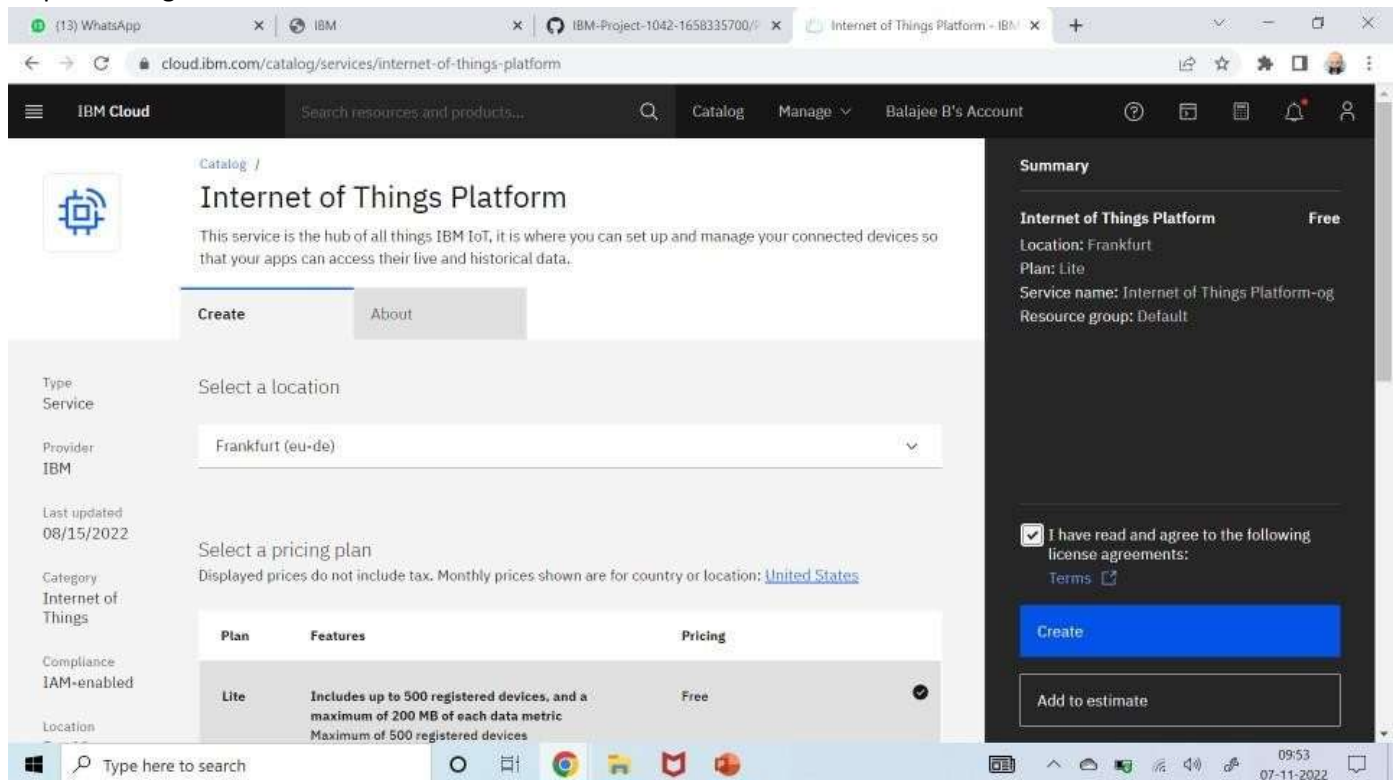 (13) WhatsApp
IBM
IBM-Project-1042-1658335700/
Internet of Things Platform - IBM
cloud.ibm.com/catalog/services/internet-of-things-platform
IBM Cloud
Search resources and products...
Catalog
Manage
Balajee B's Account
Catalog /
Internet of Things Platform
This service is the hub of all things IBM IoT, it is where you can set up and manage your connected devices so
that your apps can access their live and historical data.
Create
About
Type
Service
Provider
IBM
Last updated
08/15/2022
Category
Internet of
Things
Compliance
IAM-enabled
Location
Select a location
Frankfurt (eu-de)
Select a pricing plan
Displayed prices do not include tax. Monthly prices shown are for country or location: United States
Plan Features Pricing
Lite Includes up to 500 registered devices, and a Free
maximum of 200 MB of each data metric
Maximum of 500 registered devices
Summary
Internet of Things Platform Free
Location: Frankfurt
Plan: Lite
Service name: Internet of Things Platform-og
Resource group: Default
I have read and agree to the following
license agreements:
Terms
Create
Add to estimate
Type here to search
09:53
07-11-2022